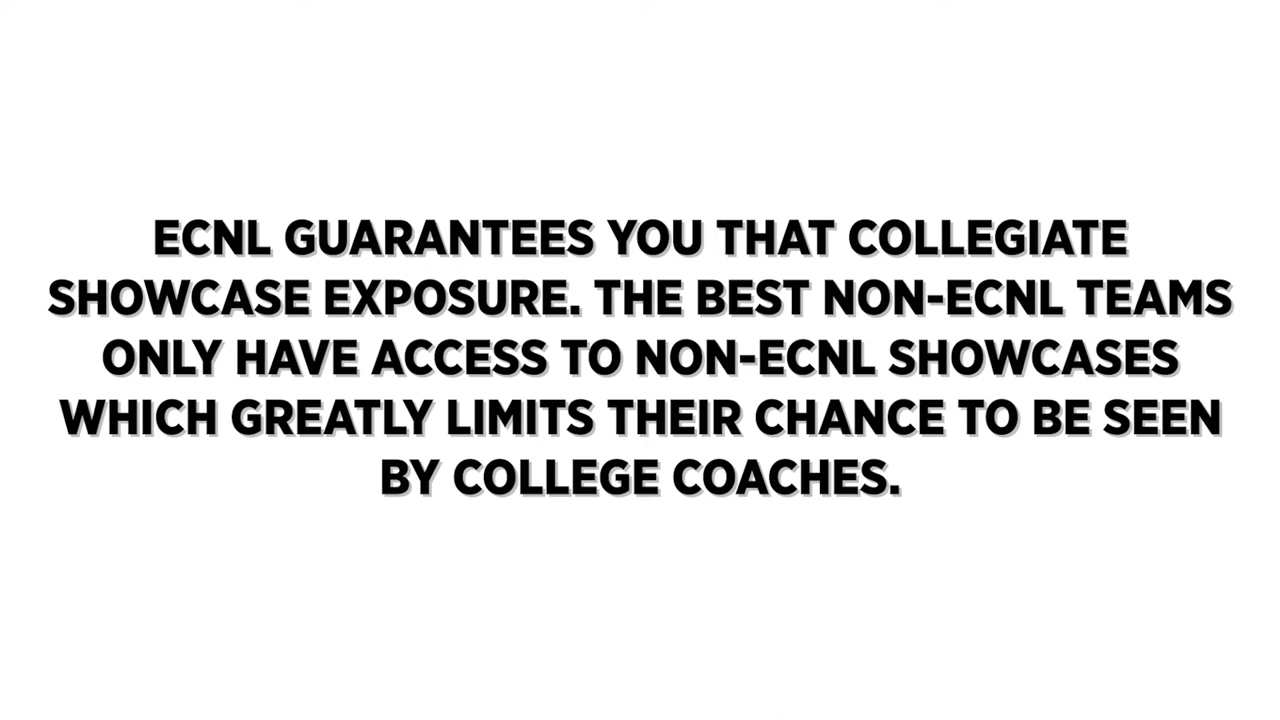 ECNL GUARANTEES YOU THAT COLLEGIATE
SHOWCASE EXPOSURE. THE BEST NON-ECNL TEAMS
ONLY HAVE ACCESS TO NON-ECNL SHOWCASES
WHICH GREATLY LIMITS THEIR CHANCE TO BE SEEN
BY COLLEGE COACHES.